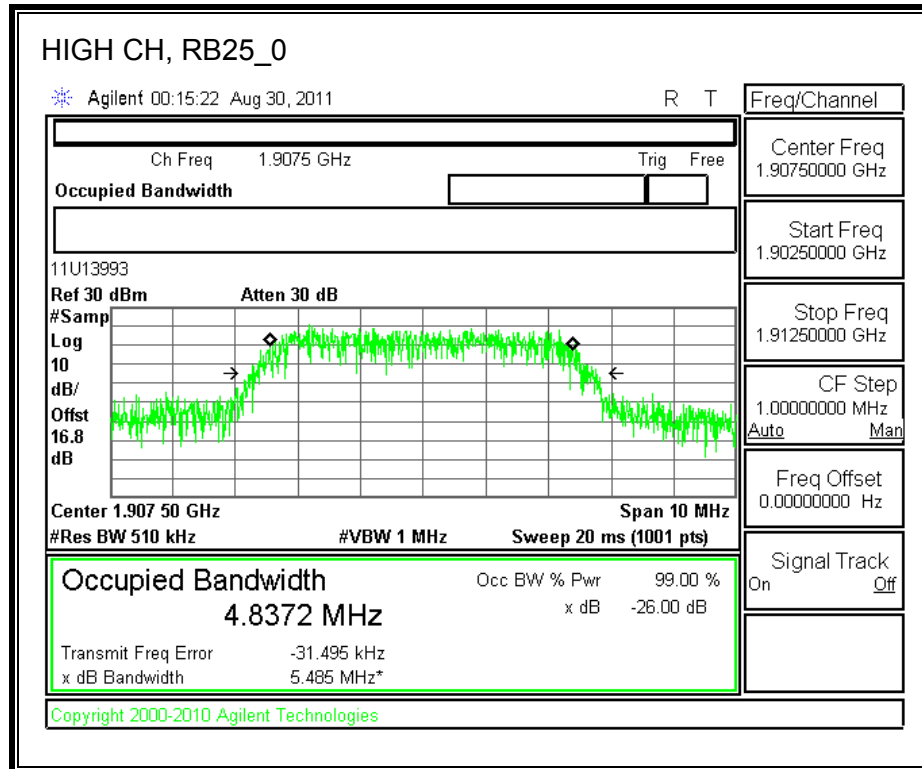 HIGH CH, RB25_0
Agilent 00:15:22 Aug 30, 2011 R T
Freq/Channel
Ch Freq 1.9075 GHz Trig Free
Occupied Bandwidth
Center Freq
1.90750000 GHz
Start Freq
1.90250000 GHz
11U13993
Ref 30 dBm Atten 30 dB
#Samp
Log
10
dB/
Offst
16.8
dB
Stop Freq
1.91250000 GHz
CF Step
1.00000000 MHz
Auto Man
Freq Offset
0.00000000 Hz
Center 1.907 50 GHz Span 10 MHz
#Res BW 510 kHz #VBW 1 MHz Sweep 20 ms (1001 pts)
Signal Track
On Off
Occupied Bandwidth Occ BW % Pwr 99.00 %
4.8372 MHz x dB -26.00 dB
Transmit Freq Error -31.495 kHz
x dB Bandwidth 5.485 MHz*
Copyright 2000-2010 Agilent Technologies